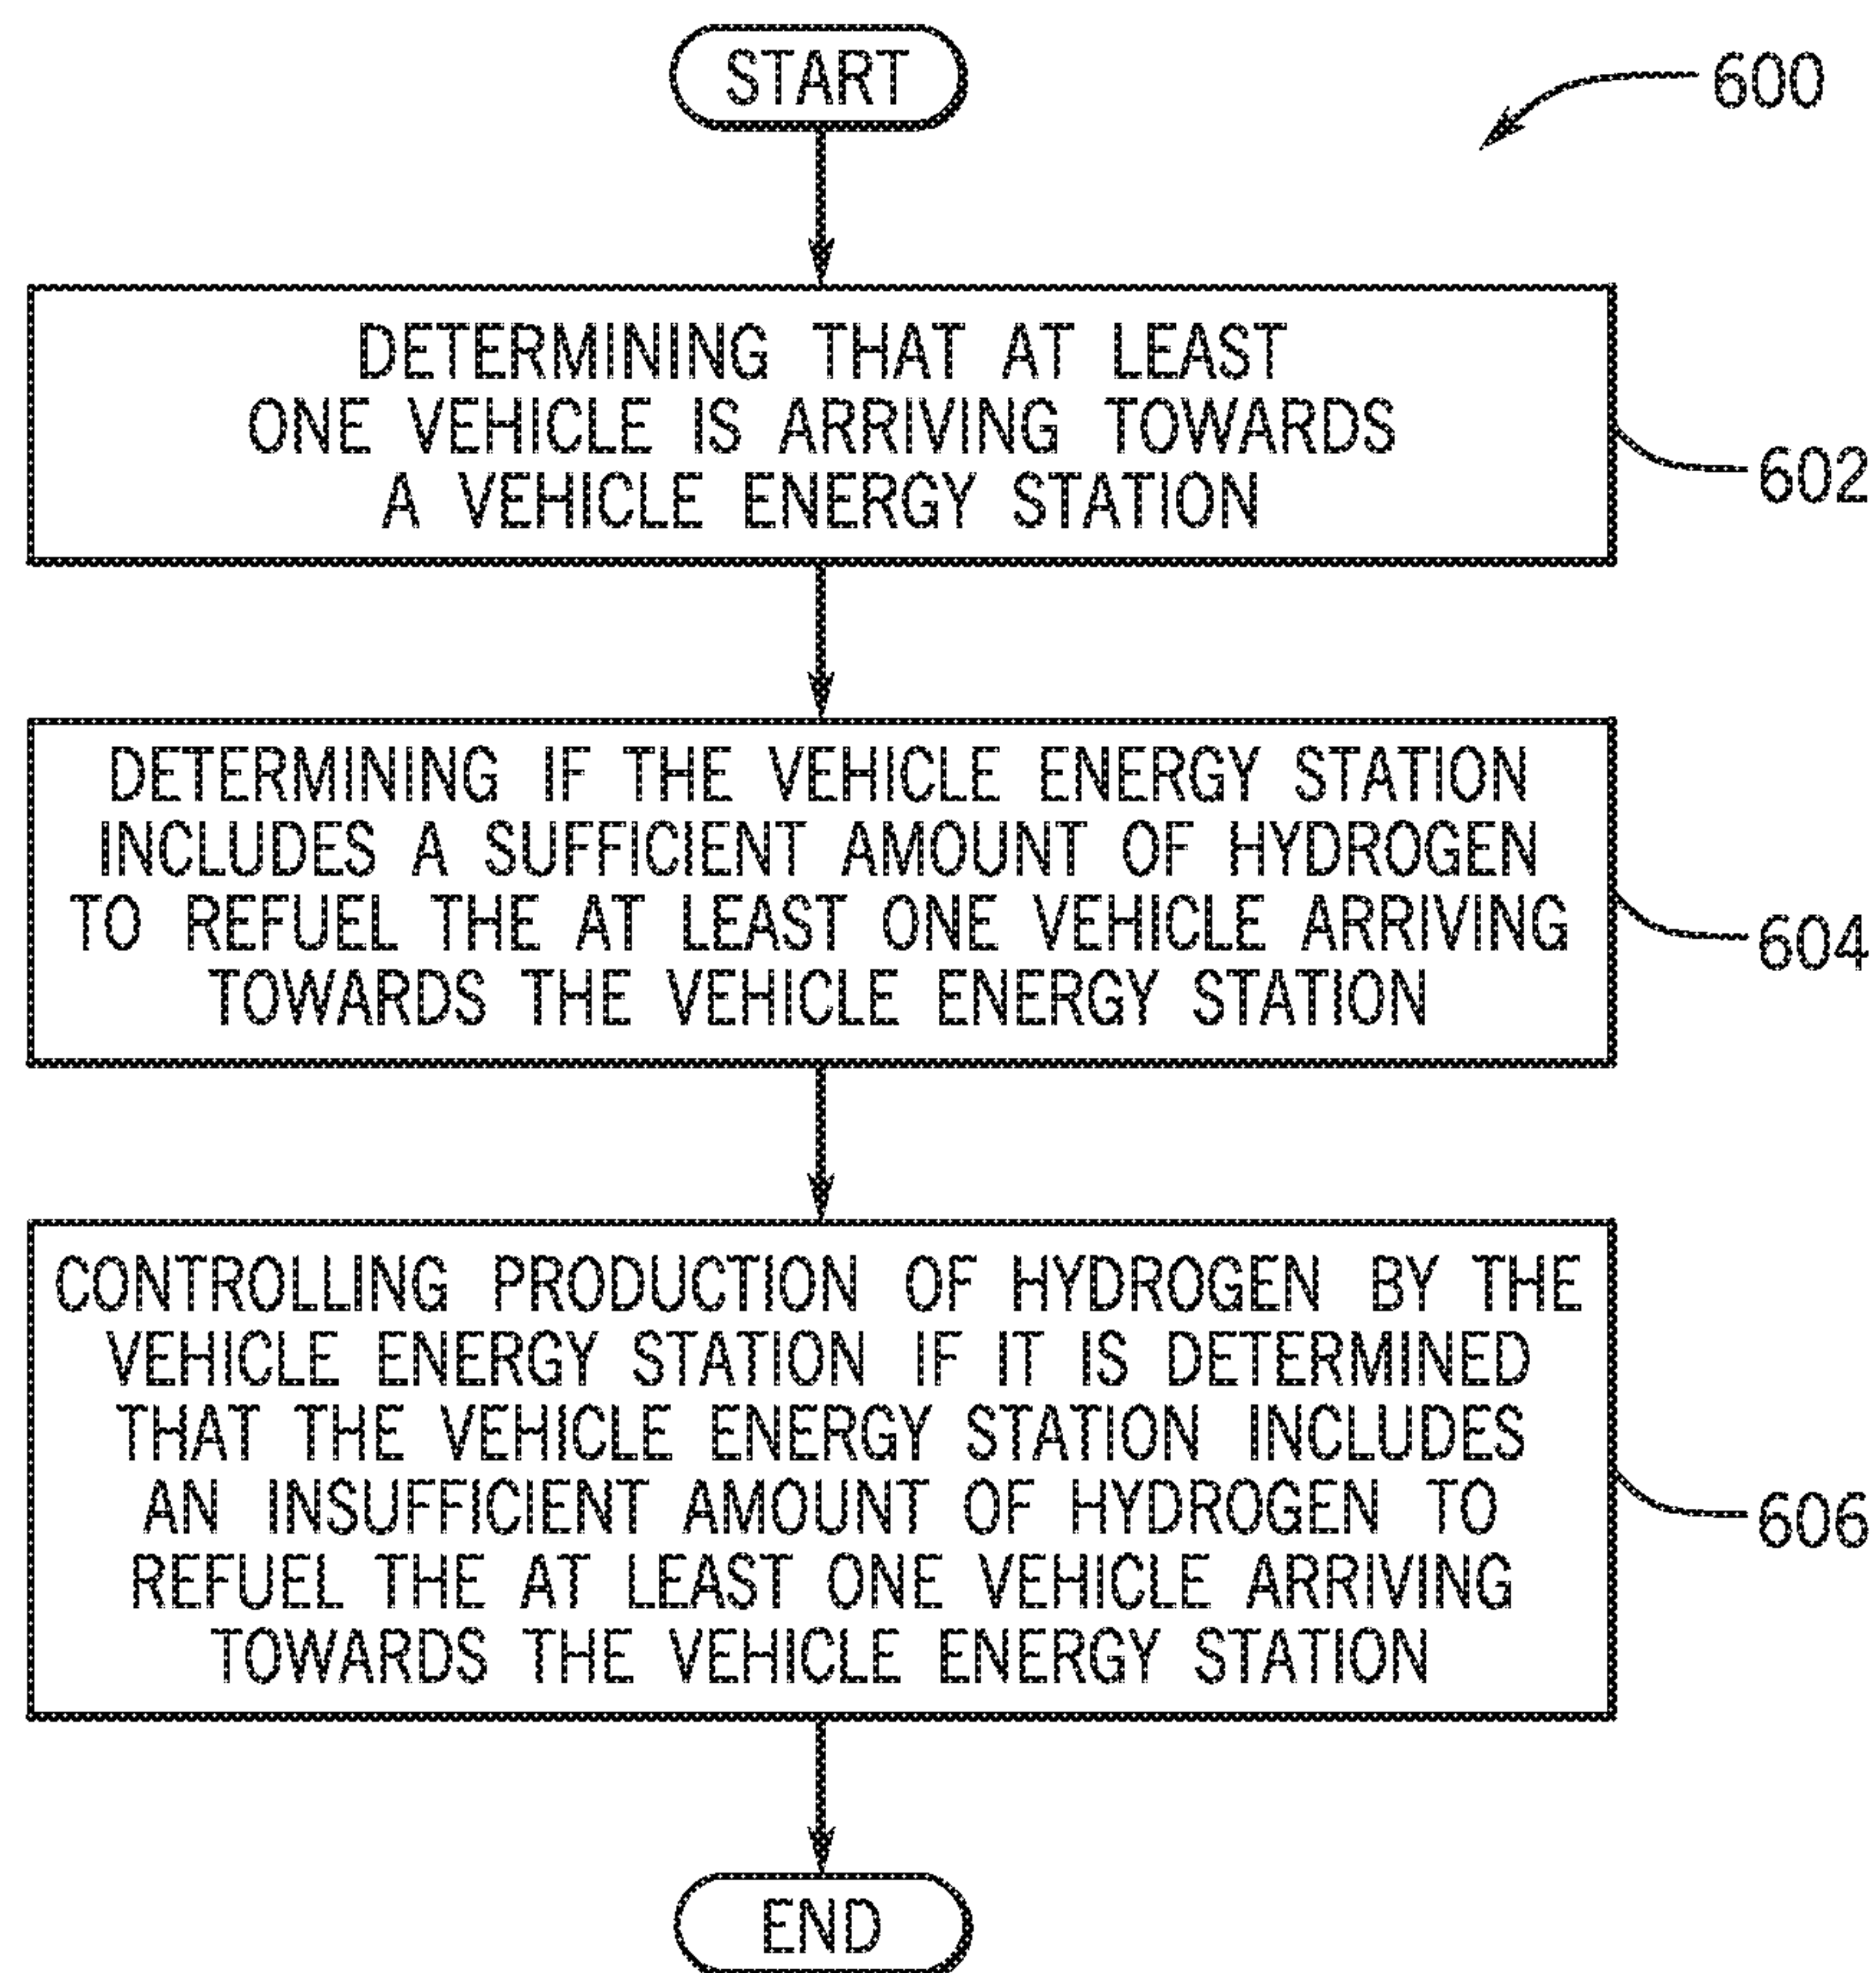 START
600
DETERMINING THAT AT LEAST
ONE VEHICLE IS ARRIVING TOWARDS
A VEHICLE ENERGY STATION
602
DETERMINING IF THE VEHICLE ENERGY STATION
INCLUDES A SUFFICIENT AMOUNT OF HYDROGEN
TO REFUEL THE AT LEAST ONE VEHICLE ARRIVING
TOWARDS THE VEHICLE ENERGY STATION
604
CONTROLLING PRODUCTION OF HYDROGEN BY THE
VEHICLE ENERGY STATION IF IT IS DETERMINED
THAT THE VEHICLE ENERGY STATION INCLUDES
AN INSUFFICIENT AMOUNT OF HYDROGEN TO
REFUEL THE AT LEAST ONE VEHICLE ARRIVING
TOWARDS THE VEHICLE ENERGY STATION
606
END